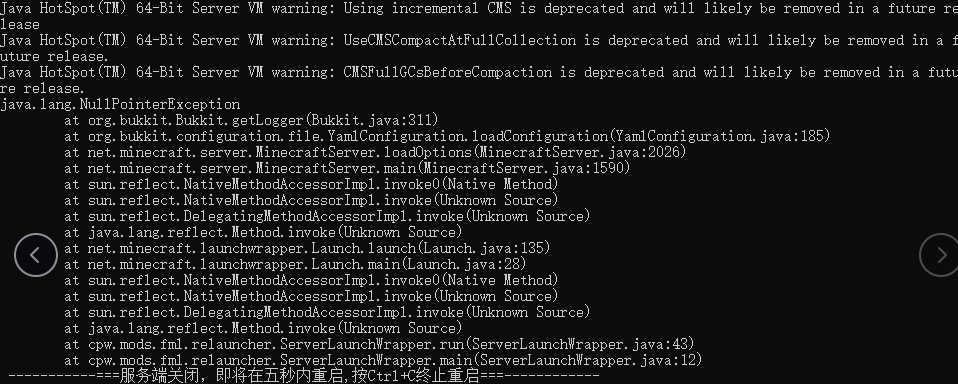 Java HotSpot(TM) 64-Bit Server VM warning: Using incremental CMS is deprecated and will likely be removed in a future re
lease
Java HotSpot(TM) 64-Bit Server VM warning: UseCMSCompactAtFullCollection is deprecated and will likely be removed in a f
uture release.
Java HotSpot(TM) 64-Bit Server VM warning: CMSFullGCsBeforeCompaction is deprecated and will likely be removed in a futu
re release.
java.lang.NullPointerException
at org.bukkit.Bukkit.getLogger(Bukkit.java:311)
at org.bukkit.configuration.file.YamlConfiguration.loadConfiguration(YamlConfiguration.java:185)
at net.minecraft.server.MinecraftServer.loadOptions(MinecraftServer.java:2026)
at net.minecraft.server.MinecraftServer.main(MinecraftServer.java:1590)
at sun.reflect.NativeMethodAccessorImpl.invoke0(Native Method)
at sun.reflect.NativeMethodAccessorImpl.invoke(Unknown Source)
at sun.reflect.DelegatingMethodAccessorImpl.invoke(Unknown Source)
at java.lang.reflect.Method.invoke(Unknown Source)
at net.minecraft.launchwrapper.Launch.launch(Launch.java:135)
at net.minecraft.launchwrapper.Launch.main(Launch.java:28)
at sun.reflect.NativeMethodAccessorImpl.invoke0(Native Method)
at sun.reflect.NativeMethodAccessorImpl.invoke(Unknown Source)
at sun.reflect.DelegatingMethodAccessorImpl.invoke(Unknown Source)
at java.lang.reflect.Method.invoke(Unknown Source)
at cpw.mods.fml.relauncher.ServerLaunchWrapper.run(ServerLaunchWrapper.java:43)
at cpw.mods.fml.relauncher.ServerLaunchWrapper.main(ServerLaunchWrapper.java:12)
-----------===服务端关闭，即将在五秒内重启,按Ctrl+C终止重启===------------